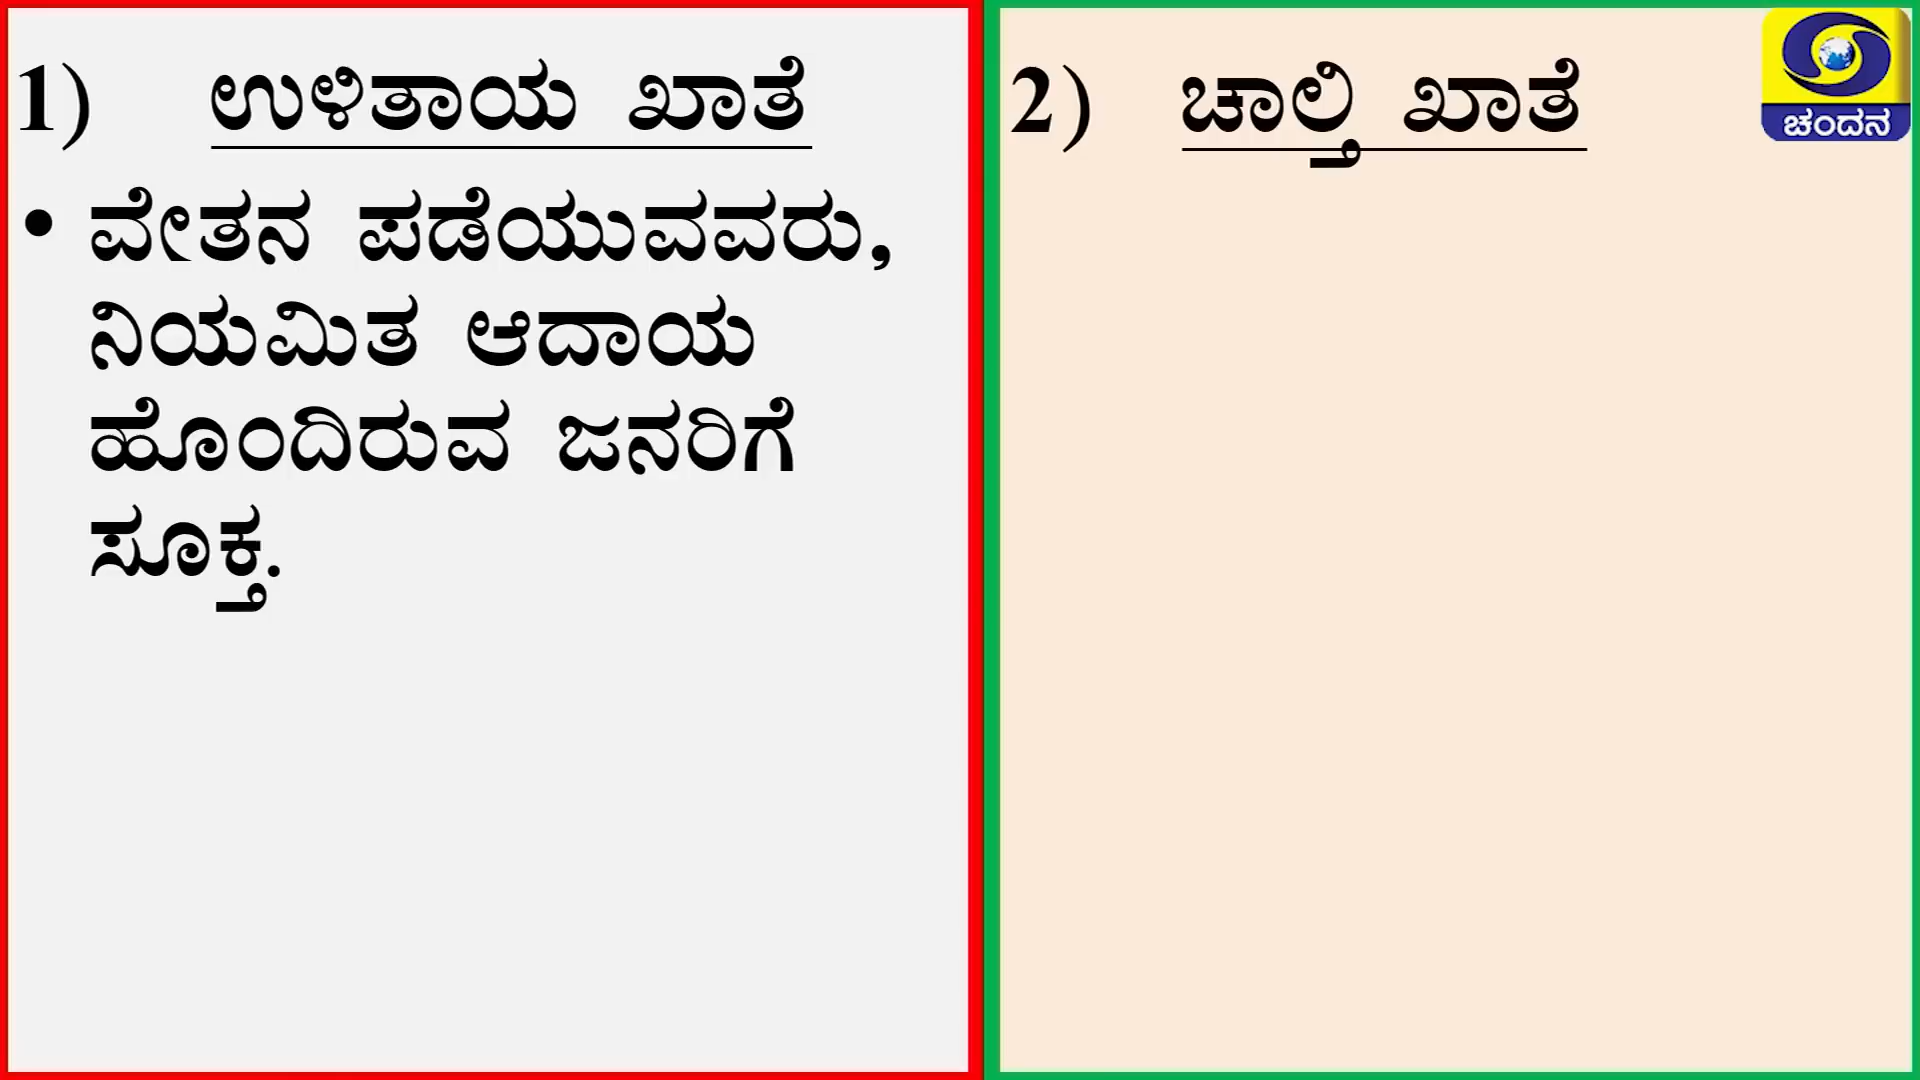 1) ಉಳಿತಾಯ ಖಾತೆ
• ವೇತನ ಪಡೆಯುವವರು,
ನಿಯಮಿತ ಆದಾಯ
ಹೊಂದಿರುವ ಜನರಿಗೆ
ಸೂಕ್ತ.
2) ಚಾಲ್ತಿ ಖಾತೆ
ಚಂದನ